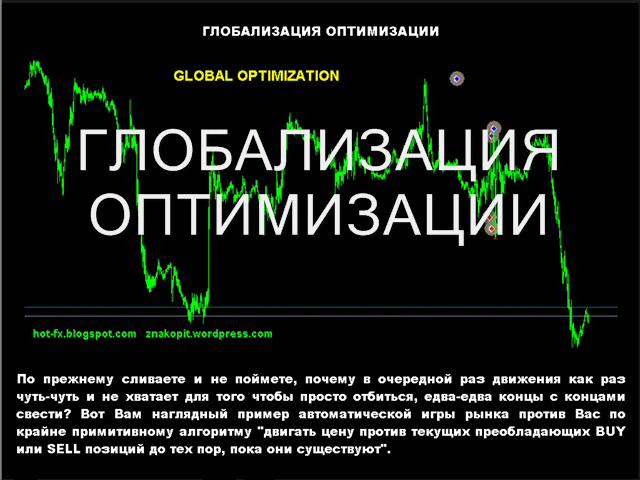 ГЛОБАЛИЗАЦИЯ ОПТИМИЗАЦИИ
GLOBAL OPTIMIZATION
ГЛОБАЛИЗАЦИЯ
ОПТИМИЗАЦИИ
hot-fx.blogspot.com znakopit.wordpress.com
По прежнему сливаете и не поймете, почему в очередной раз движения как раз
чуть-чуть и не хватает для того чтобы просто отбиться, едва-едва концы с концами
свести? Вот Вам наглядный пример автоматической игры рынка против Вас по
крайне примитивному алгоритму "двигать цену против текущих преобладающих BUY
или SELL позиций до тех пор, пока они существуют".